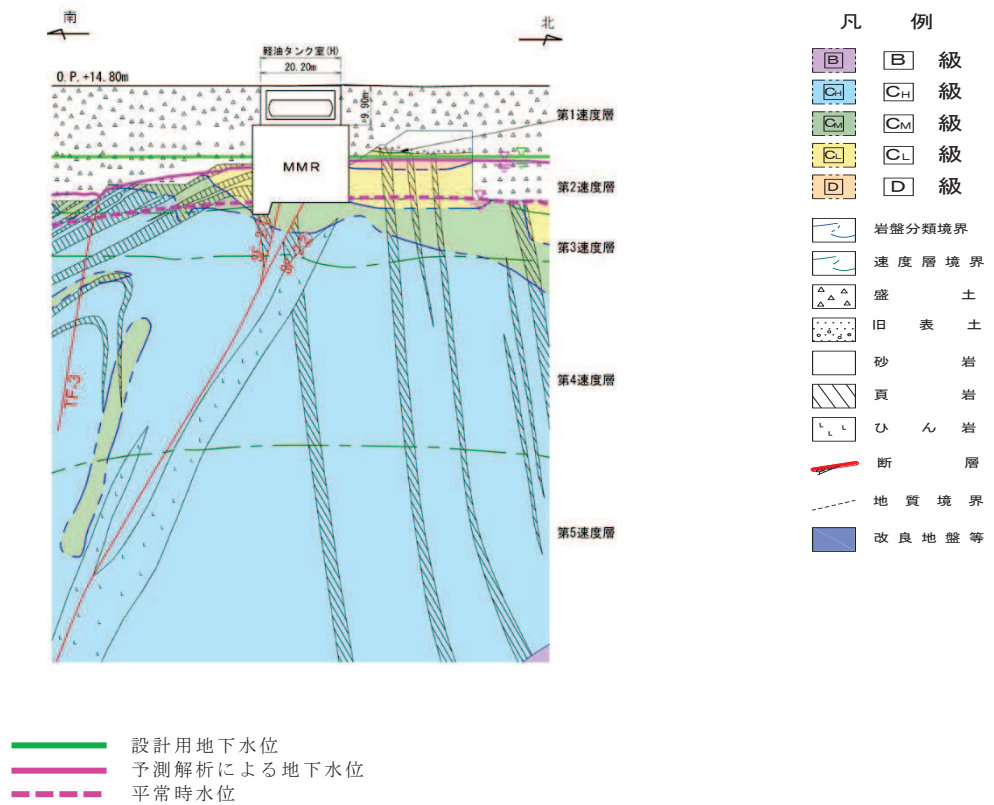 南
北
軽油タンク室(H)
20.20m
O.P.+14.80m
9.90m
MMR
第1速度層
第2速度層
第3速度層
第4速度層
第5速度層
TF-3
凡 例
B B 級
CH CH 級
CM CM 級
CL CL 級
D D 級
岩盤分類境界
速度層境界
盛土
旧表土
砂岩
頁岩
ひん岩
断層
地質境界
改良地盤等
設計用地下水位
予測解析による地下水位
平常時水位